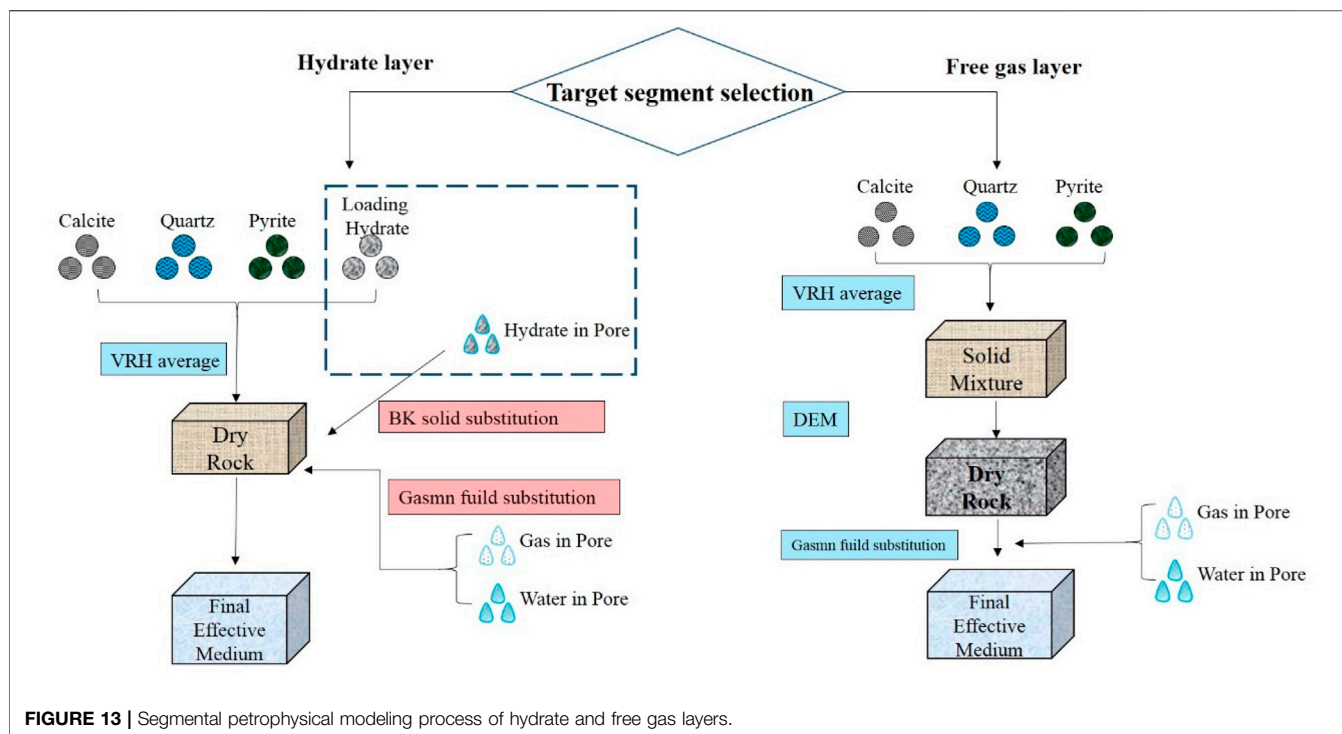 Target segment selection
Hydrate layer
Calcite
Quartz
Pyrite
Loading
Hydrate
Hydrate in Pore
VRH average
BK solid substitution
Dry
Rock
Gasmn fuild substitution
Gas in Pore
Water in Pore
Final
Effective
Medium
Free gas layer
Calcite
Quartz
Pyrite
VRH average
Solid
Mixture
DEM
Dry
Rock
Gas in Pore
Gasmn fuild substitution
Water in Pore
Final
Effective
Medium
FIGURE 13 | Segmental petrophysical modeling process of hydrate and free gas layers.